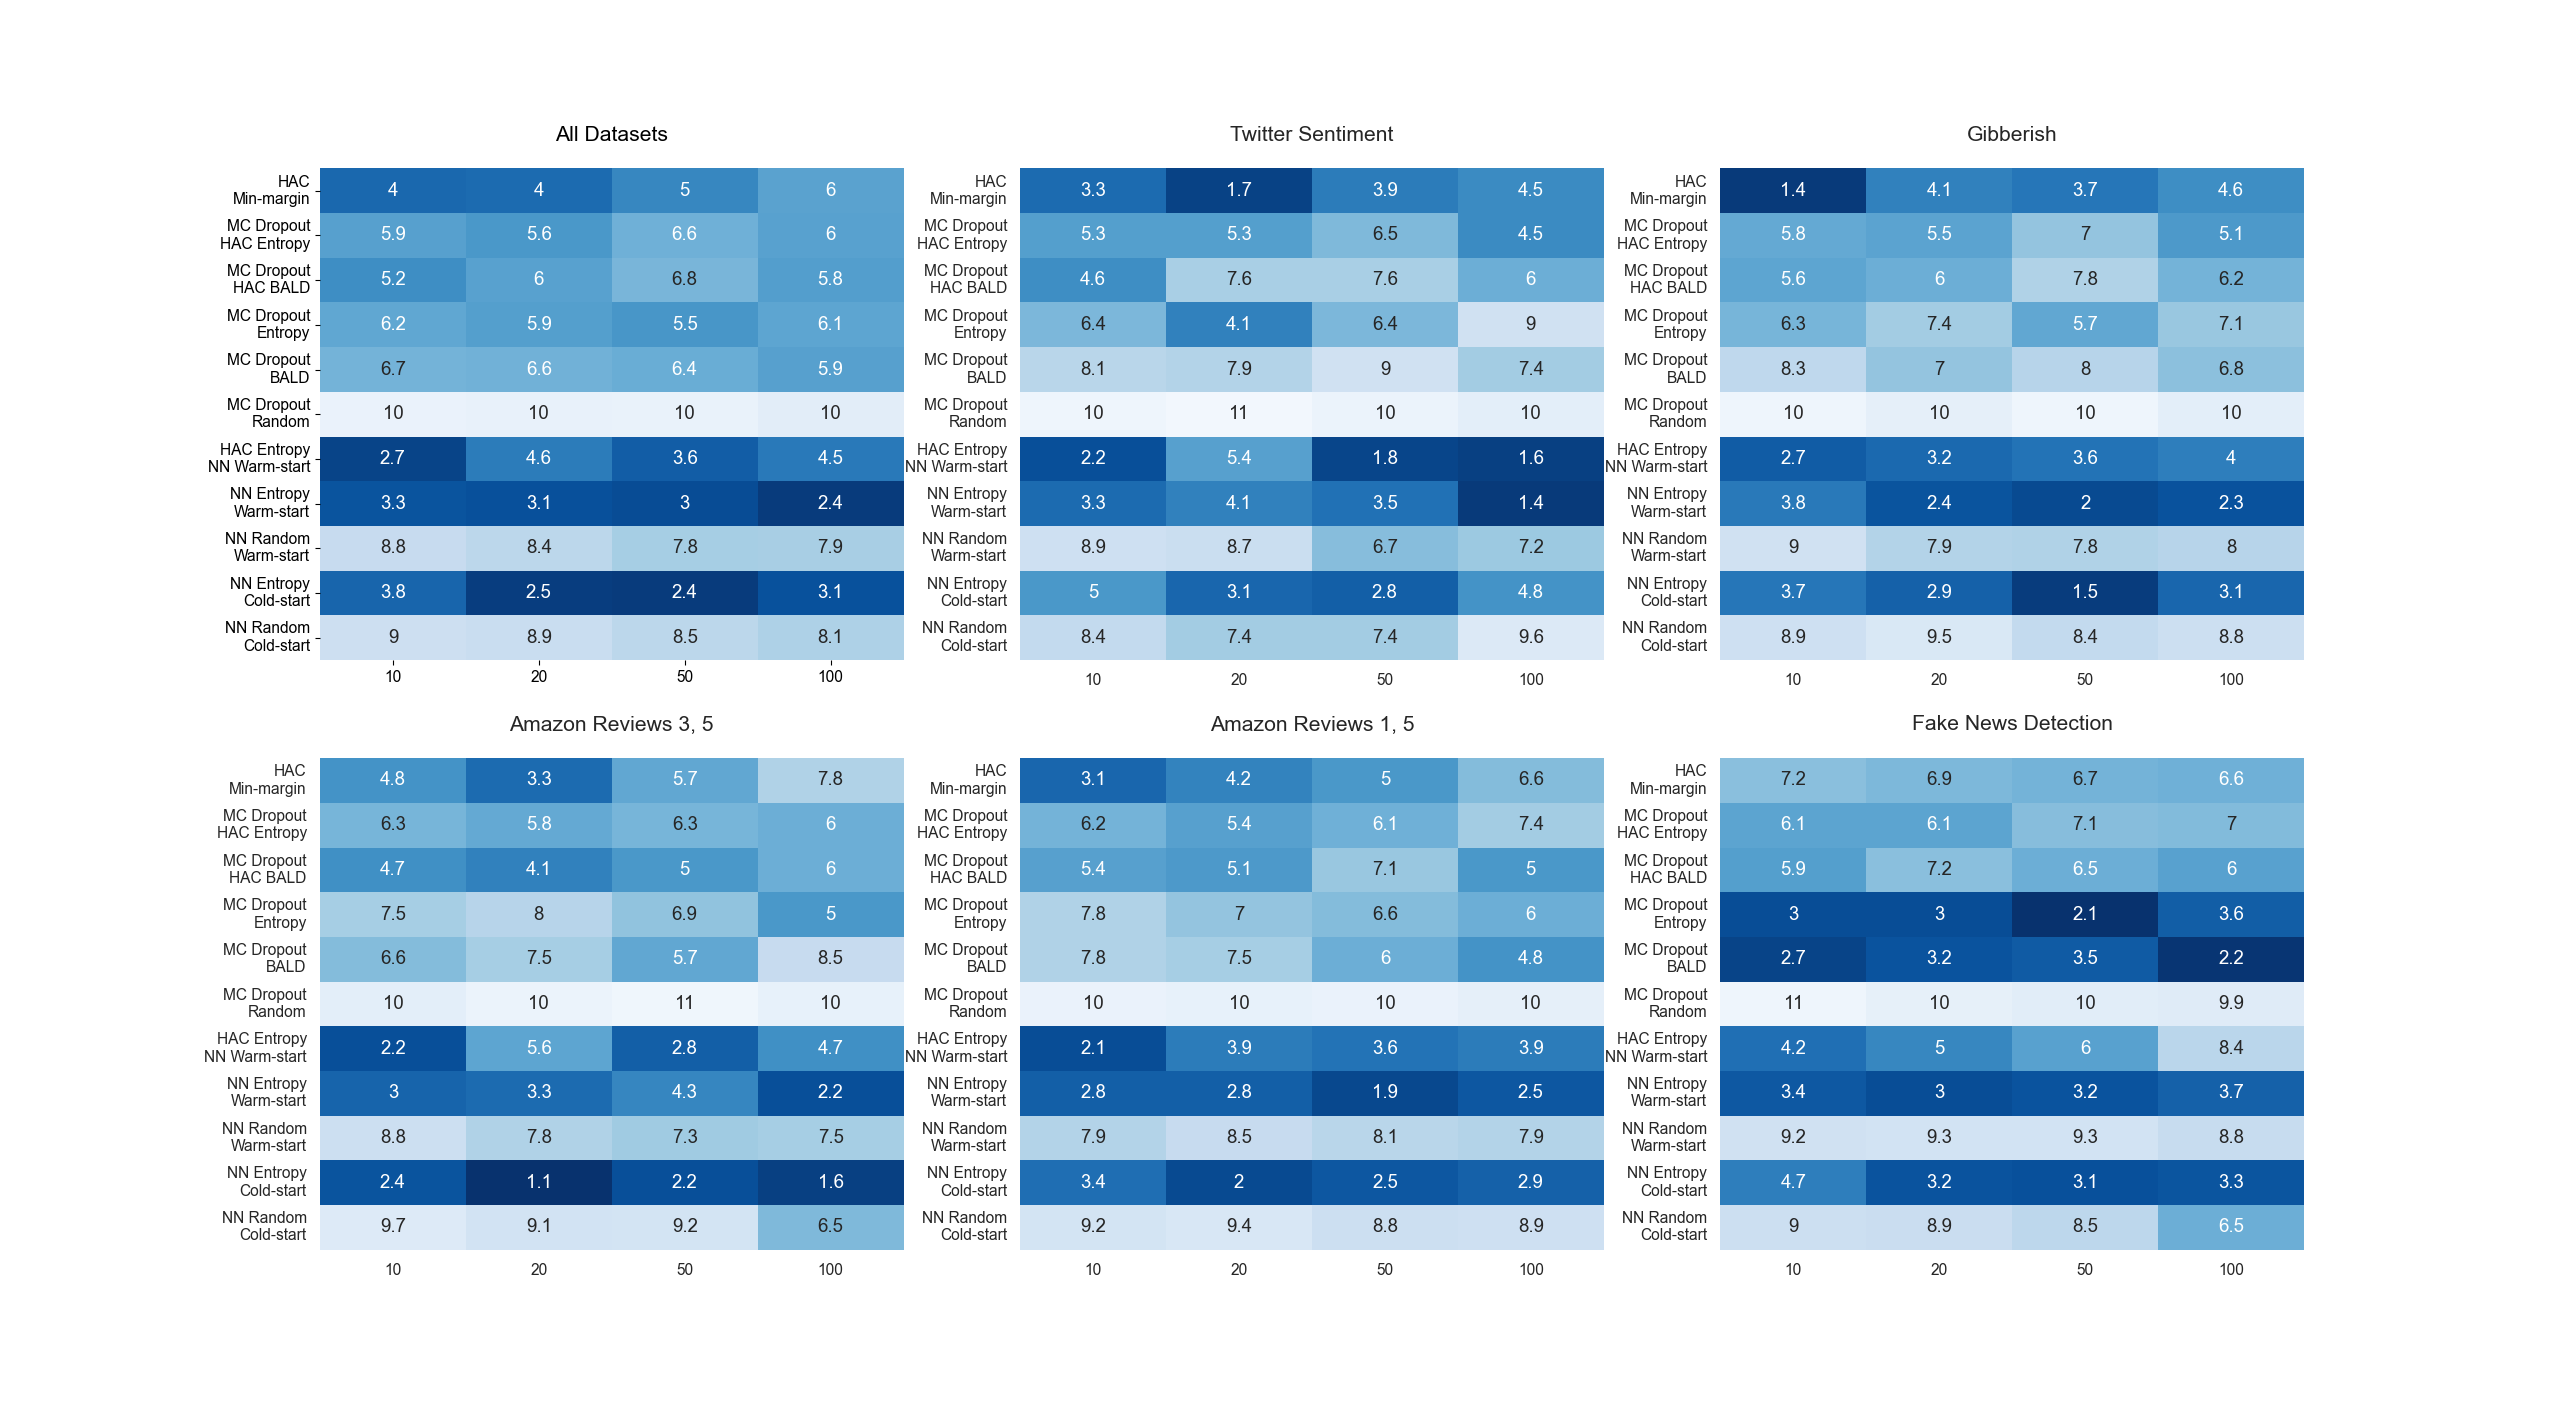 All Datasets
HAC
Min-margin
4 4 5 6
MC Dropout
HAC Entropy
5.9 5.6 6.6 6
MC Dropout
HAC BALD
5.2 6 6.8 5.8
MC Dropout
Entropy
6.2 5.9 5.5 6.1
MC Dropout
BALD
6.7 6.6 6.4 5.9
MC Dropout
Random
10 10 10 10
HAC Entropy
NN Warm-start
2.7 4.6 3.6 4.5
NN Entropy
Warm-start
3.3 3.1 3 2.4
NN Random
Warm-start
8.8 8.4 7.8 7.9
NN Entropy
Cold-start
3.8 2.5 2.4 3.1
NN Random
Cold-start
9 8.9 8.5 8.1
10 20 50 100
Twitter Sentiment
HAC
Min-margin
3.3 1.7 3.9 4.5
MC Dropout
HAC Entropy
5.3 5.3 6.5 4.5
MC Dropout
HAC BALD
4.6 7.6 7.6 6
MC Dropout
Entropy
6.4 4.1 6.4 9
MC Dropout
BALD
8.1 7.9 9 7.4
MC Dropout
Random
10 11 10 10
HAC Entropy
NN Warm-start
2.2 5.4 1.8 1.6
NN Entropy
Warm-start
3.3 4.1 3.5 1.4
NN Random
Warm-start
8.9 8.7 6.7 7.2
NN Entropy
Cold-start
5 3.1 2.8 4.8
NN Random
Cold-start
8.4 7.4 7.4 9.6
10 20 50 100
Gibberish
HAC
Min-margin
1.4 4.1 3.7 4.6
MC Dropout
HAC Entropy
5.8 5.5 7 5.1
MC Dropout
HAC BALD
5.6 6 7.8 6.2
MC Dropout
Entropy
6.3 7.4 5.7 7.1
MC Dropout
BALD
8.3 7 8 6.8
MC Dropout
Random
10 10 10 10
HAC Entropy
NN Warm-start
2.7 3.2 3.6 4
NN Entropy
Warm-start
3.8 2.4 2 2.3
NN Random
Warm-start
9 7.9 7.8 8
NN Entropy
Cold-start
3.7 2.9 1.5 3.1
NN Random
Cold-start
8.9 9.5 8.4 8.8
10 20 50 100
Amazon Reviews 3, 5
HAC
Min-margin
4.8 3.3 5.7 7.8
MC Dropout
HAC Entropy
6.3 5.8 6.3 6
MC Dropout
HAC BALD
4.7 4.1 5 6
MC Dropout
Entropy
7.5 8 6.9 5
MC Dropout
BALD
6.6 7.5 5.7 8.5
MC Dropout
Random
10 10 11 10
HAC Entropy
NN Warm-start
2.2 5.6 2.8 4.7
NN Entropy
Warm-start
3 3.3 4.3 2.2
NN Random
Warm-start
8.8 7.8 7.3 7.5
NN Entropy
Cold-start
2.4 1.1 2.2 1.6
NN Random
Cold-start
9.7 9.1 9.2 6.5
10 20 50 100
Amazon Reviews 1, 5
HAC
Min-margin
3.1 4.2 5 6.6
MC Dropout
HAC Entropy
6.2 5.4 6.1 7.4
MC Dropout
HAC BALD
5.4 5.1 7.1 5
MC Dropout
Entropy
7.8 7 6.6 6
MC Dropout
BALD
7.8 7.5 6 4.8
MC Dropout
Random
10 10 10 10
HAC Entropy
NN Warm-start
2.1 3.9 3.6 3.9
NN Entropy
Warm-start
2.8 2.8 1.9 2.5
NN Random
Warm-start
7.9 8.5 8.1 7.9
NN Entropy
Cold-start
3.4 2 2.5 2.9
NN Random
Cold-start
9.2 9.4 8.8 8.9
10 20 50 100
Fake News Detection
HAC
Min-margin
7.2 6.9 6.7 6.6
MC Dropout
HAC Entropy
6.1 6.1 7.1 7
MC Dropout
HAC BALD
5.9 7.2 6.5 6
MC Dropout
Entropy
3 3 2.1 3.6
MC Dropout
BALD
2.7 3.2 3.5 2.2
MC Dropout
Random
11 10 10 9.9
HAC Entropy
NN Warm-start
4.2 5 6 8.4
NN Entropy
Warm-start
3.4 3 3.2 3.7
NN Random
Warm-start
9.2 9.3 9.3 8.8
NN Entropy
Cold-start
4.7 3.2 3.1 3.3
NN Random
Cold-start
9 8.9 8.5 6.5
10 20 50 100